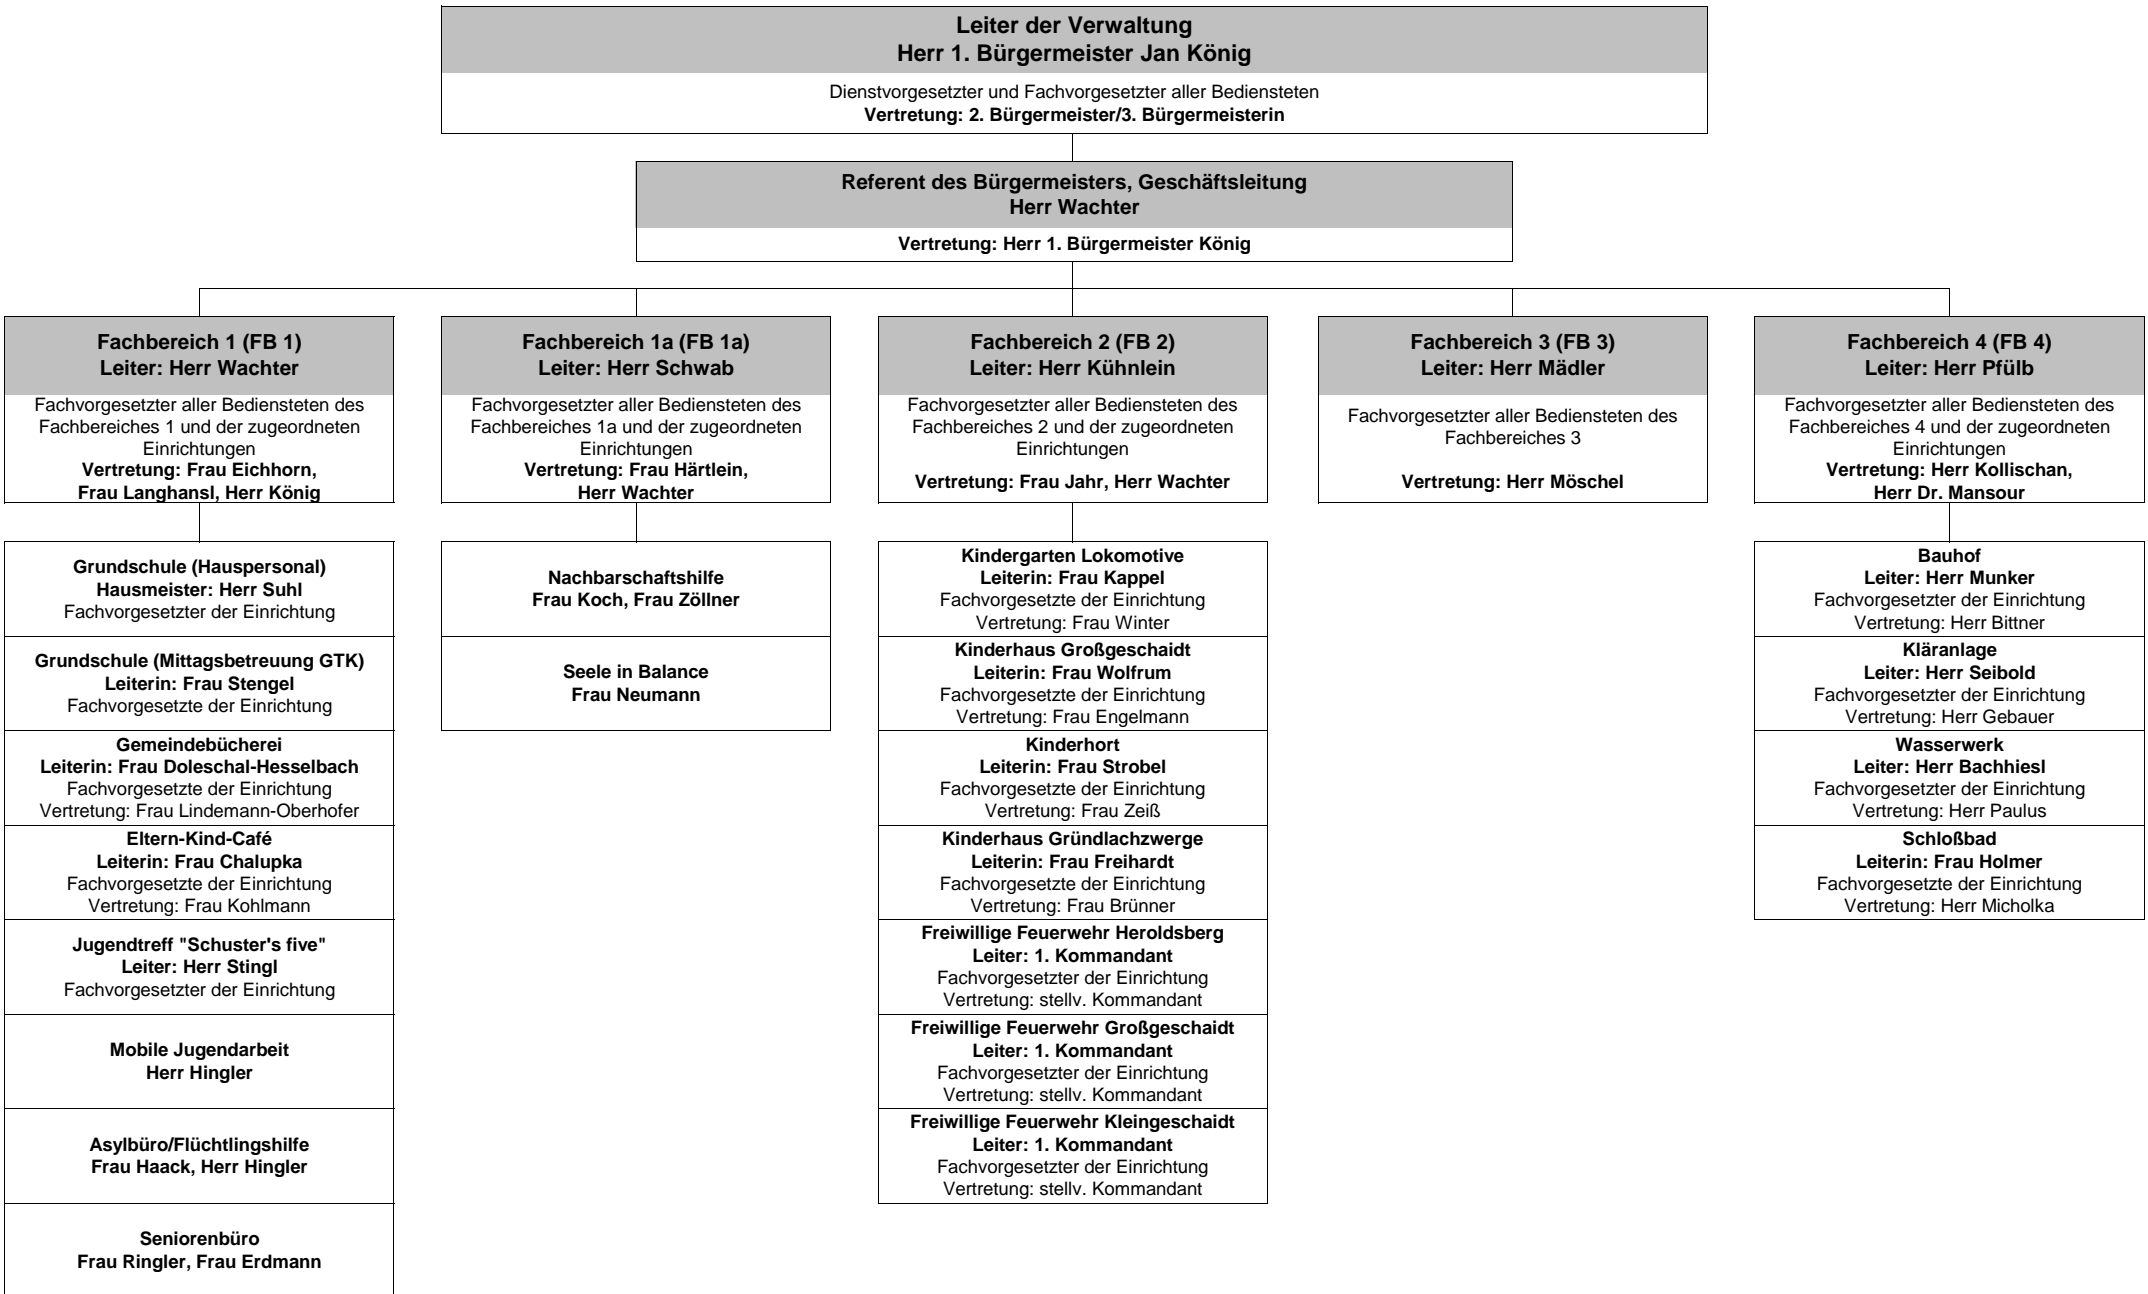 Leiter der Verwaltung
Herr 1. Bürgermeister Jan König
Dienstvorgesetzter und Fachvorgesetzter aller Bediensteten
Vertretung: 2. Bürgermeister/3. Bürgermeisterin
Referent des Bürgermeisters, Geschäftsleitung
Herr Wachter
Vertretung: Herr 1. Bürgermeister König
Fachbereich 1 (FB 1)
Leiter: Herr Wachter
Fachvorgesetzter aller Bediensteten des
Fachbereiches 1 und der zugeordneten
Einrichtungen
Vertretung: Frau Eichhorn,
Frau Langhansl, Herr König
Grundschule (Hauspersonal)
Hausmeister: Herr Suhl
Fachvorgesetzter der Einrichtung
Grundschule (Mittagsbetreuung GTK)
Leiterin: Frau Stengel
Fachvorgesetzte der Einrichtung
Gemeindebücherei
Leiterin: Frau Doleschal-Hesselbach
Fachvorgesetzte der Einrichtung
Vertretung: Frau Lindemann-Oberhofer
Eltern-Kind-Café
Leiterin: Frau Chalupka
Fachvorgesetzte der Einrichtung
Vertretung: Frau Kohlmann
Jugendtreff "Schuster's five"
Leiter: Herr Stingl
Fachvorgesetzter der Einrichtung
Mobile Jugendarbeit
Herr Hingler
Asylbüro/Flüchtlingshilfe
Frau Haack, Herr Hingler
Seniorenbüro
Frau Ringler, Frau Erdmann
Fachbereich 1a (FB 1a)
Leiter: Herr Schwab
Fachvorgesetzter aller Bediensteten des
Fachbereiches 1a und der zugeordneten
Einrichtungen
Vertretung: Frau Härtlein,
Herr Wachter
Nachbarschaftshilfe
Frau Koch, Frau Zöllner
Seele in Balance
Frau Neumann
Fachbereich 2 (FB 2)
Leiter: Herr Kühnlein
Fachvorgesetzter aller Bediensteten des
Fachbereiches 2 und der zugeordneten
Einrichtungen
Vertretung: Frau Jahr, Herr Wachter
Kindergarten Lokomotive
Leiterin: Frau Kappel
Fachvorgesetzte der Einrichtung
Vertretung: Frau Winter
Kinderhaus Großgeschaidt
Leiterin: Frau Wolfrum
Fachvorgesetzte der Einrichtung
Vertretung: Frau Engelmann
Kinderhort
Leiterin: Frau Strobel
Fachvorgesetzte der Einrichtung
Vertretung: Frau Zeiß
Kinderhaus Gründlachzwerge
Leiterin: Frau Freihardt
Fachvorgesetzte der Einrichtung
Vertretung: Frau Brünner
Freiwillige Feuerwehr Heroldsberg
Leiter: 1. Kommandant
Fachvorgesetzter der Einrichtung
Vertretung: stellv. Kommandant
Freiwillige Feuerwehr Großgeschaidt
Leiter: 1. Kommandant
Fachvorgesetzter der Einrichtung
Vertretung: stellv. Kommandant
Freiwillige Feuerwehr Kleingeschaidt
Leiter: 1. Kommandant
Fachvorgesetzter der Einrichtung
Vertretung: stellv. Kommandant
Fachbereich 3 (FB 3)
Leiter: Herr Mädler
Fachvorgesetzter aller Bediensteten des
Fachbereiches 3
Vertretung: Herr Möschel
Fachbereich 4 (FB 4)
Leiter: Herr Pfülb
Fachvorgesetzter aller Bediensteten des
Fachbereiches 4 und der zugeordneten
Einrichtungen
Vertretung: Herr Kollischan,
Herr Dr. Mansour
Bauhof
Leiter: Herr Munker
Fachvorgesetzter der Einrichtung
Vertretung: Herr Bittner
Kläranlage
Leiter: Herr Seibold
Fachvorgesetzter der Einrichtung
Vertretung: Herr Gebauer
Wasserwerk
Leiter: Herr Bachhiesl
Fachvorgesetzter der Einrichtung
Vertretung: Herr Paulus
Schloßbad
Leiterin: Frau Holmer
Fachvorgesetzte der Einrichtung
Vertretung: Herr Micholka